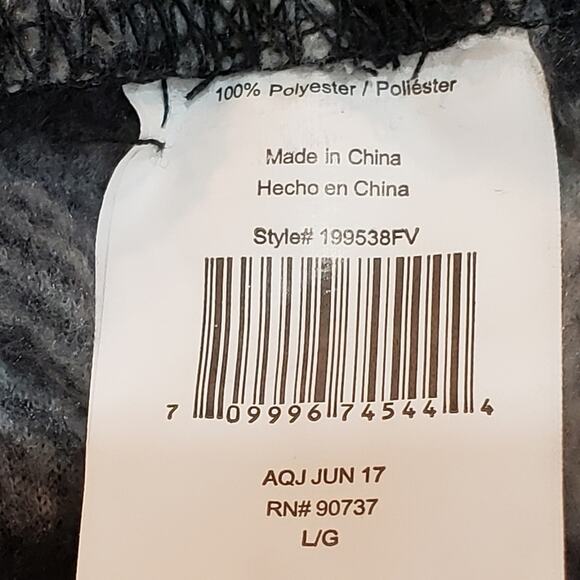 100% Polyester / Poliéster
Made in China
Hecho en China
Style# 199538FV
7 09996 74544 4
AQJ JUN 17
RN# 90737
L/G